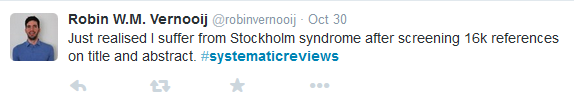 Robin W.M. Vernooij @robinvernooij · Oct 30
Just realised I suffer from Stockholm syndrome after screening 16k references
on title and abstract. #systematicreviews